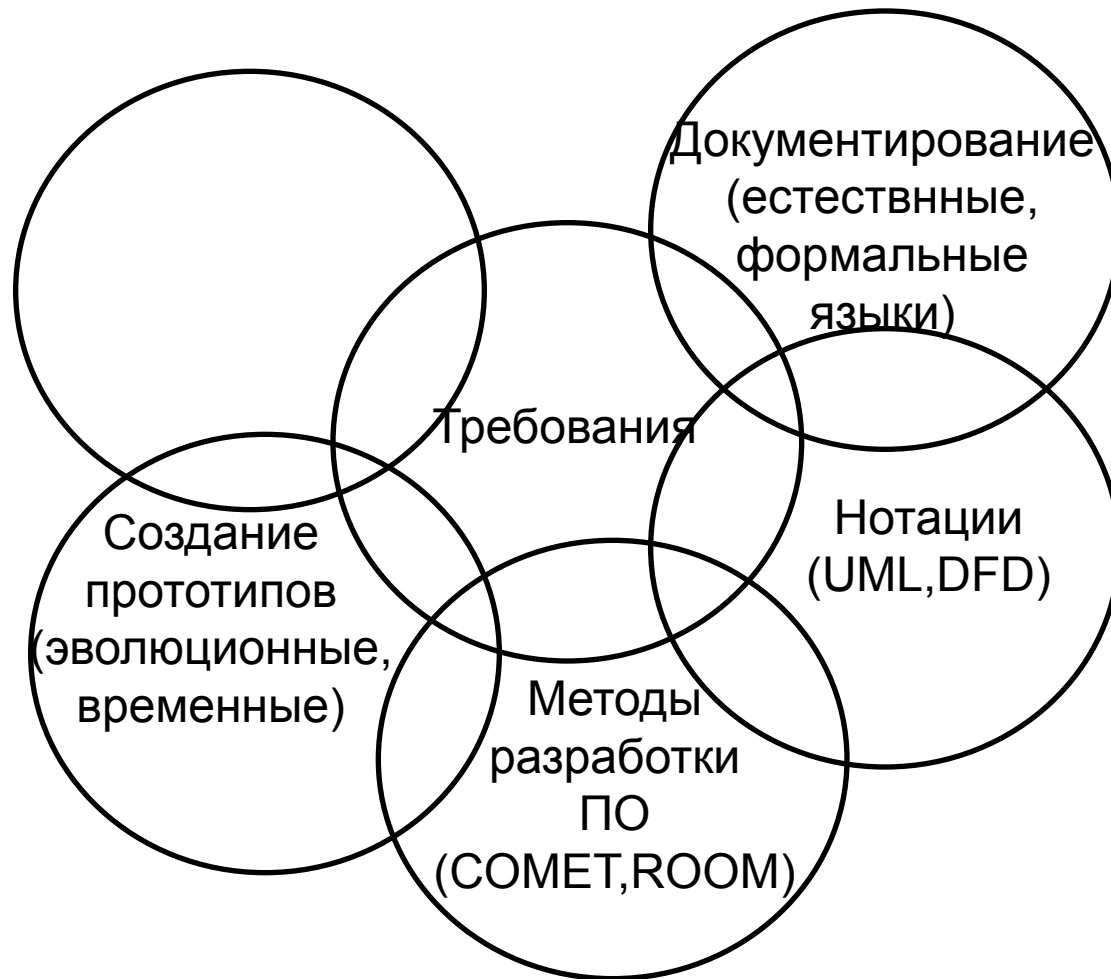 Документирование
(естествнные,
формальные
языки)
Требования
Нотации
(UML,DFD)
Создание
прототипов
(эволюционные,
временные)
Методы
разработки
ПО
(COMET,ROOM)